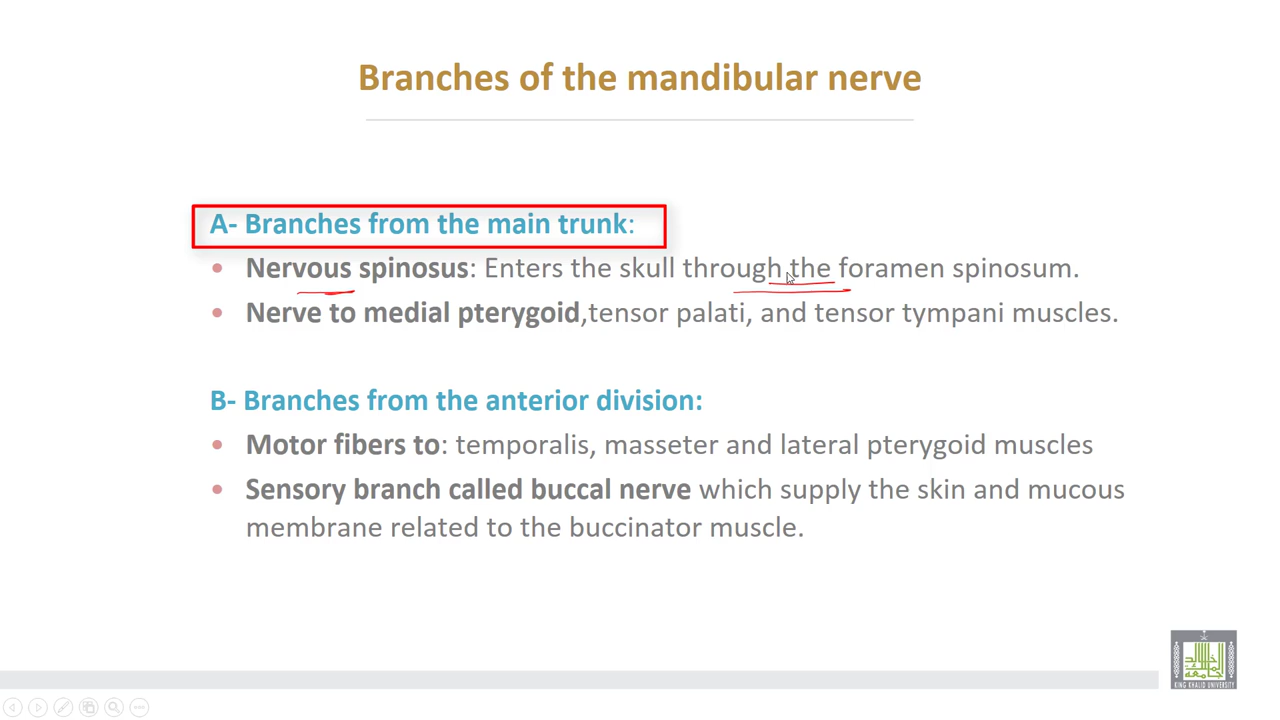 Branches of the mandibular nerve
A- Branches from the main trunk:
• Nervous spinosus: Enters the skull through the foramen spinosum.
• Nerve to medial pterygoid,tensor palati, and tensor tympani muscles.
B- Branches from the anterior division:
• Motor fibers to: temporalis, masseter and lateral pterygoid muscles
• Sensory branch called buccal nerve which supply the skin and mucous
membrane related to the buccinator muscle.
KING KHALID UNIVERSITY